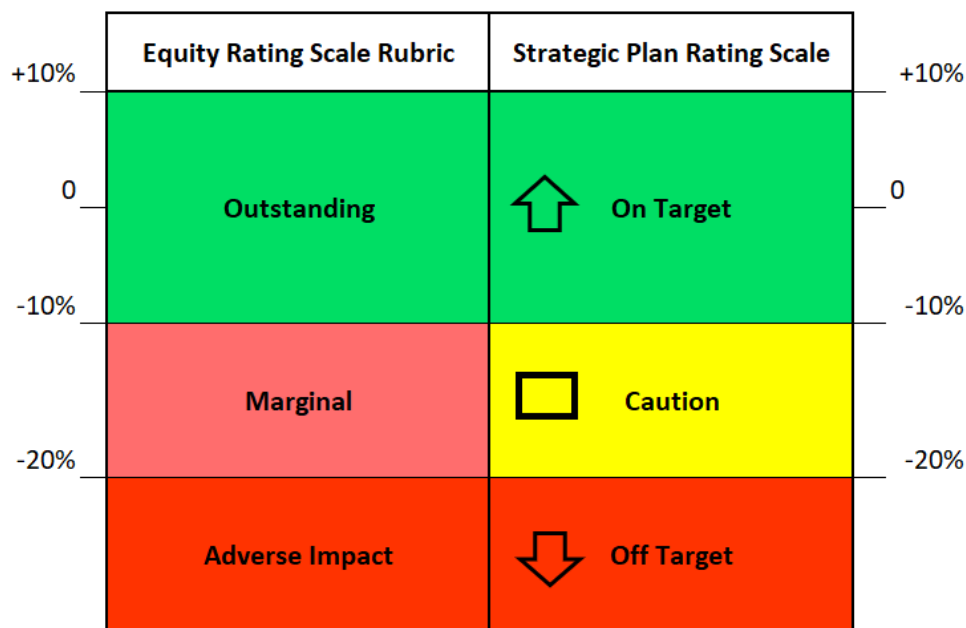 Equity Rating Scale Rubric
Strategic Plan Rating Scale
+10%
+10%
0
Outstanding
On Target
0
-10%
-10%
Marginal
Caution
-20%
-20%
Adverse Impact
Off Target